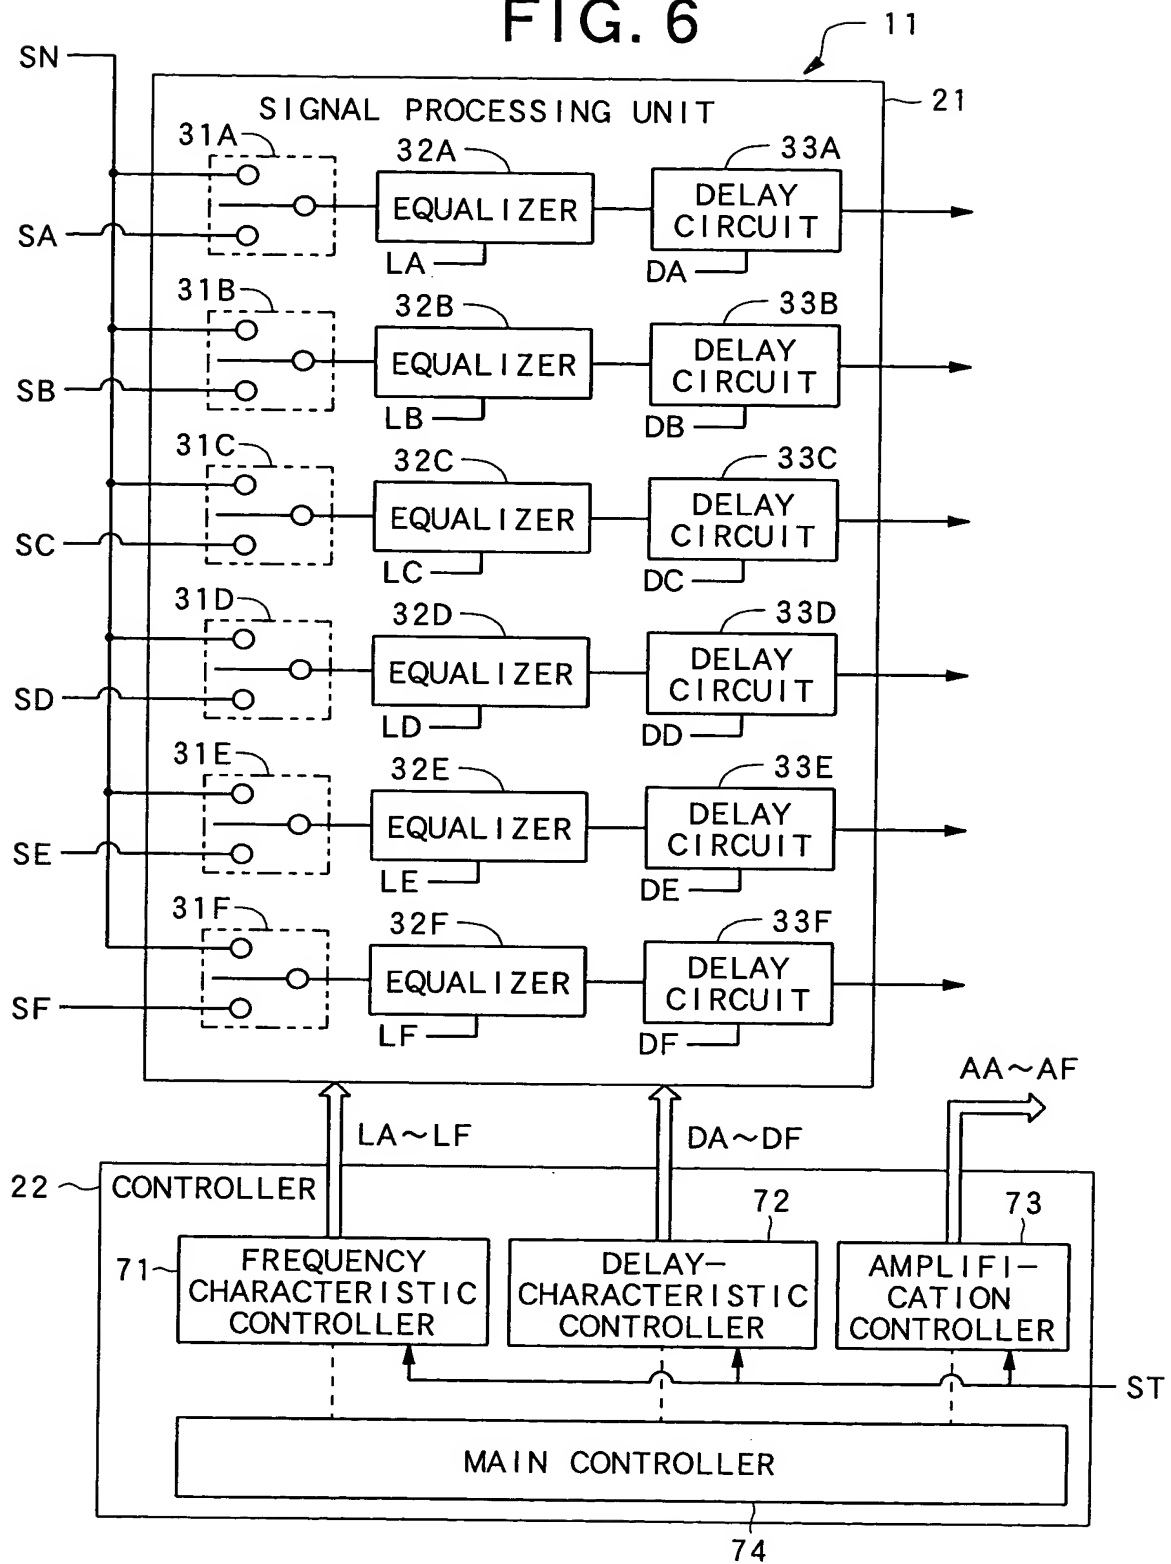 FIG. 6
11
SN
21
SIGNAL PROCESSING UNIT
31A
32A
33A
EQUALIZER
DELAY
CIRCUIT
SA
LA
DA
31B
32B
33B
EQUALIZER
DELAY
CIRCUIT
SB
LB
DB
31C
32C
33C
EQUALIZER
DELAY
CIRCUIT
SC
LC
DC
31D
32D
33D
EQUALIZER
DELAY
CIRCUIT
SD
LD
DD
31E
32E
33E
EQUALIZER
DELAY
CIRCUIT
SE
LE
DE
31F
32F
33F
EQUALIZER
DELAY
CIRCUIT
SF
LF
DF
AA~AF
LA~LF
DA~DF
22
CONTROLLER
71
FREQUENCY
CHARACTERISTIC
CONTROLLER
72
DELAY-
CHARACTERISTIC
CONTROLLER
73
AMPLIFI-
CATION
CONTROLLER
ST
MAIN CONTROLLER
74